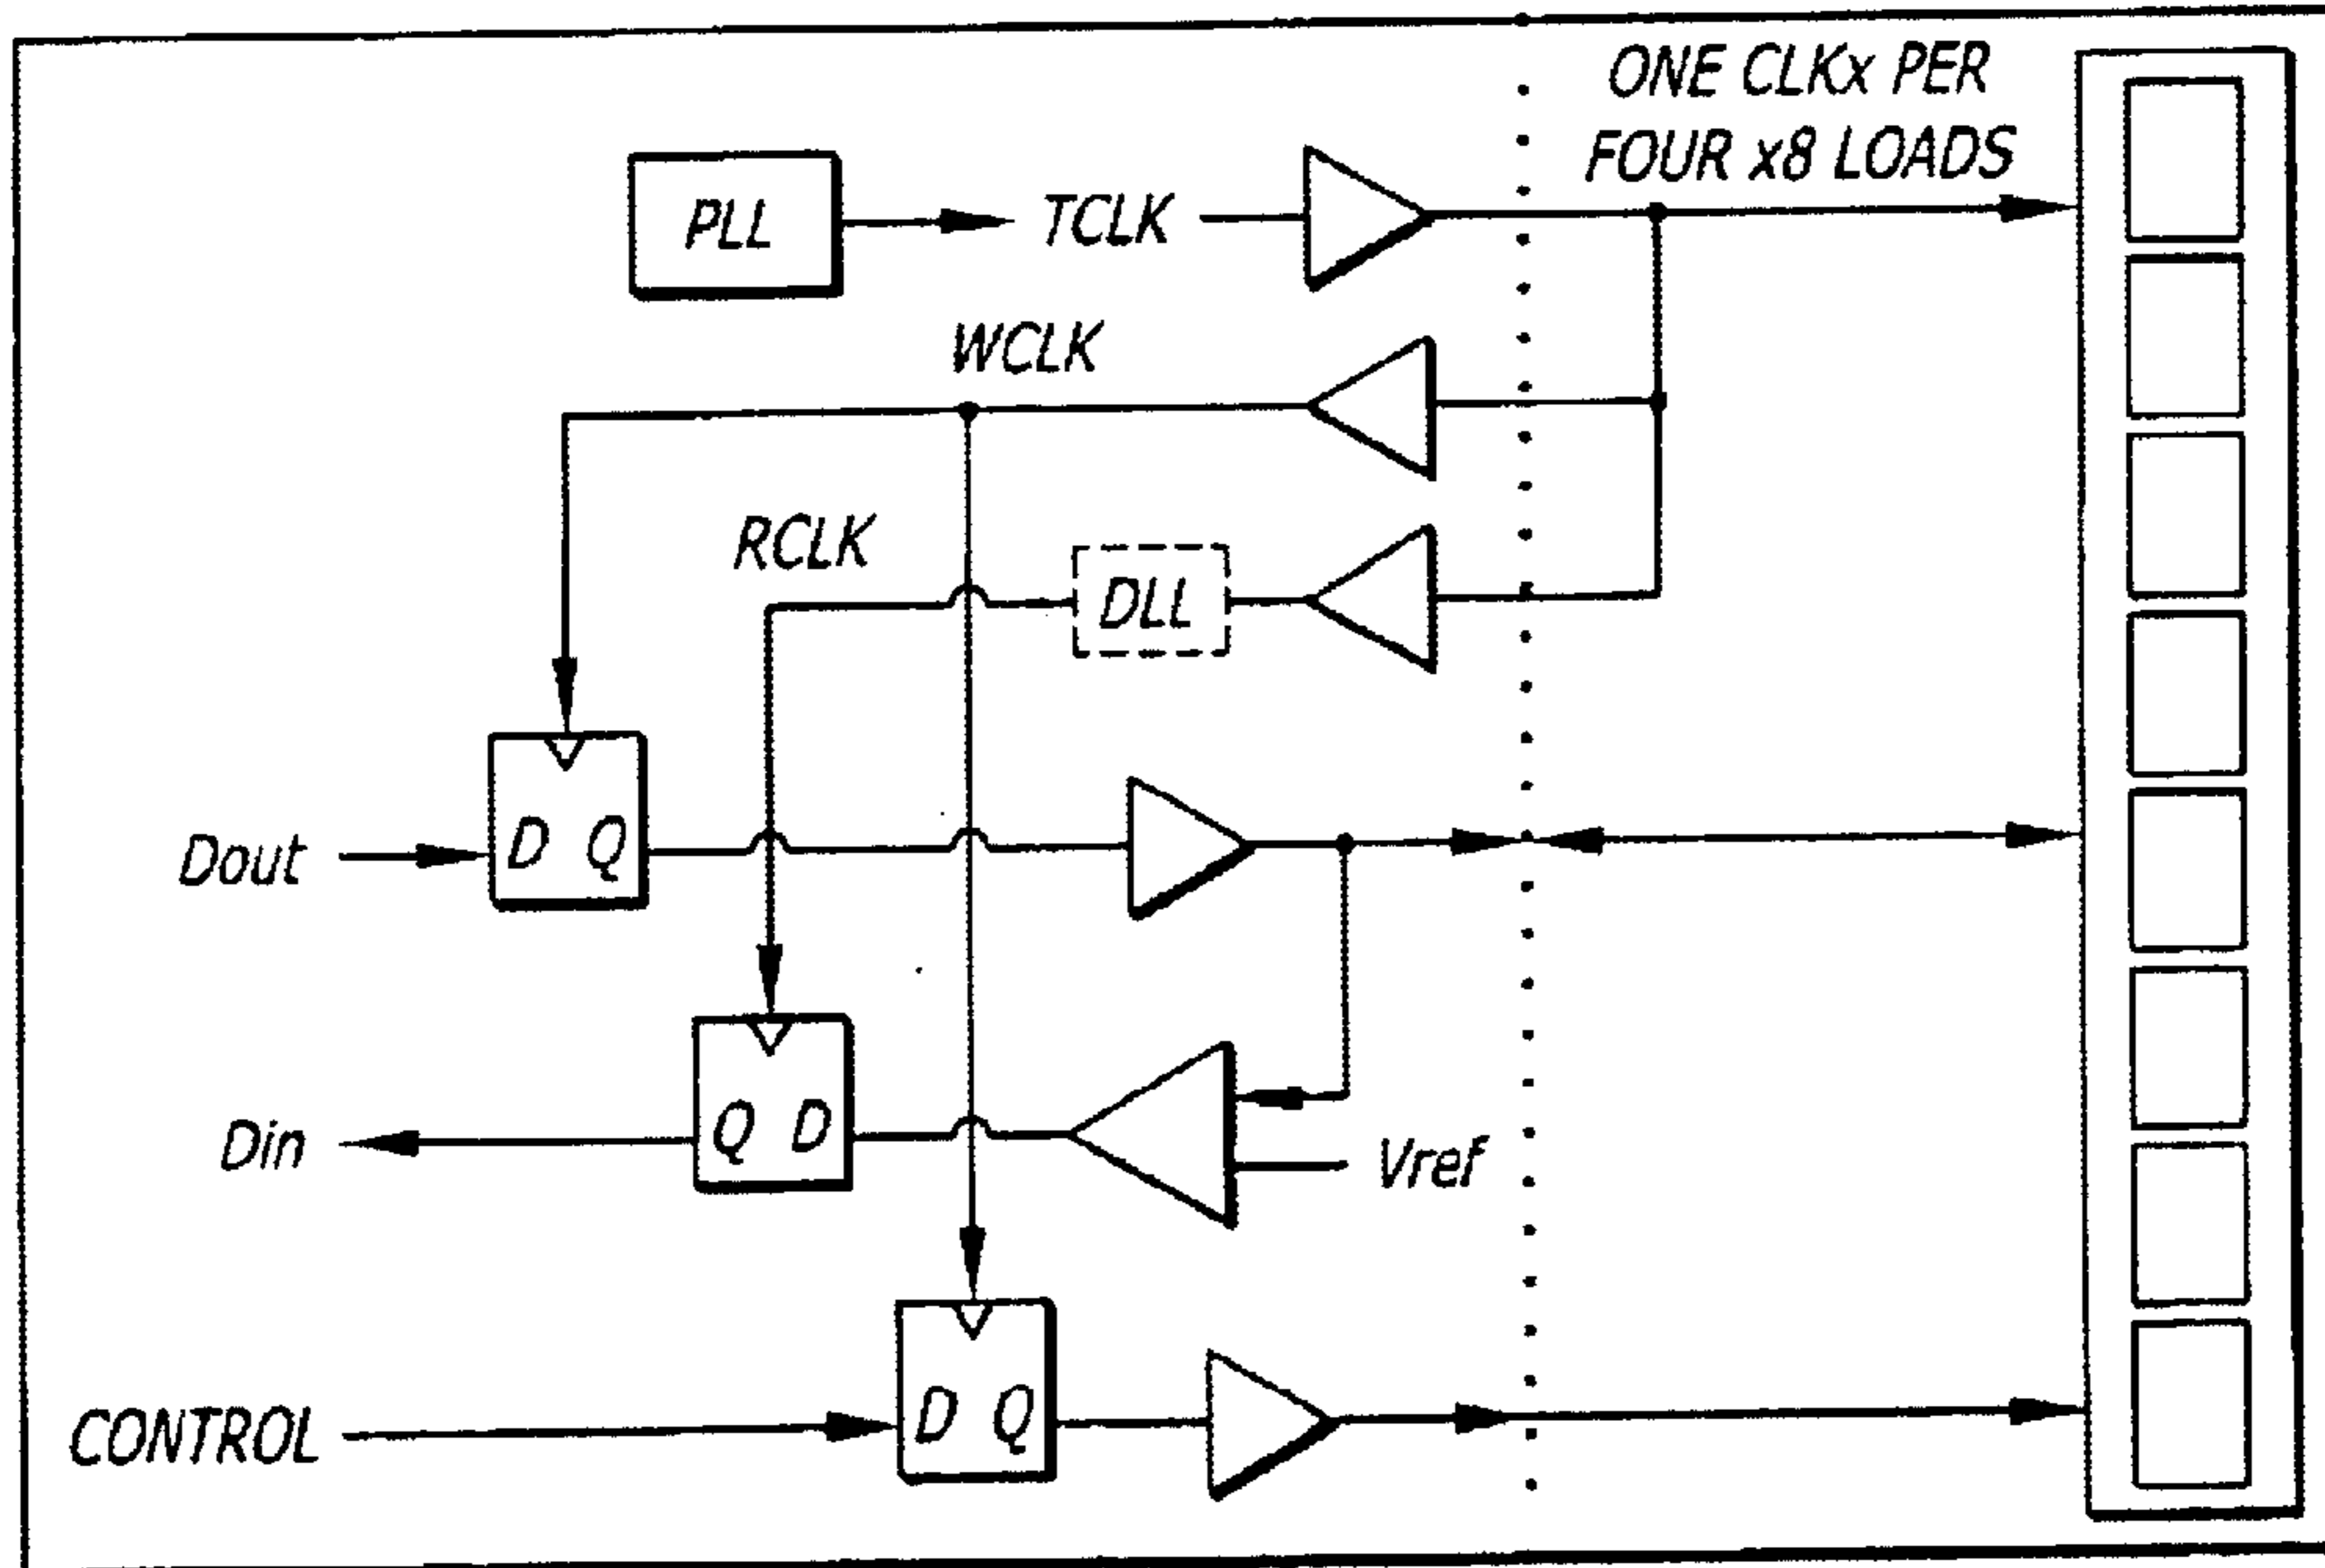 ONE CLKx PER
FOUR x8 LOADS
PLL
TCLK
WCLK
RCLK
DLL
Dout
D Q
Din
Q D
Vref
CONTROL
D Q